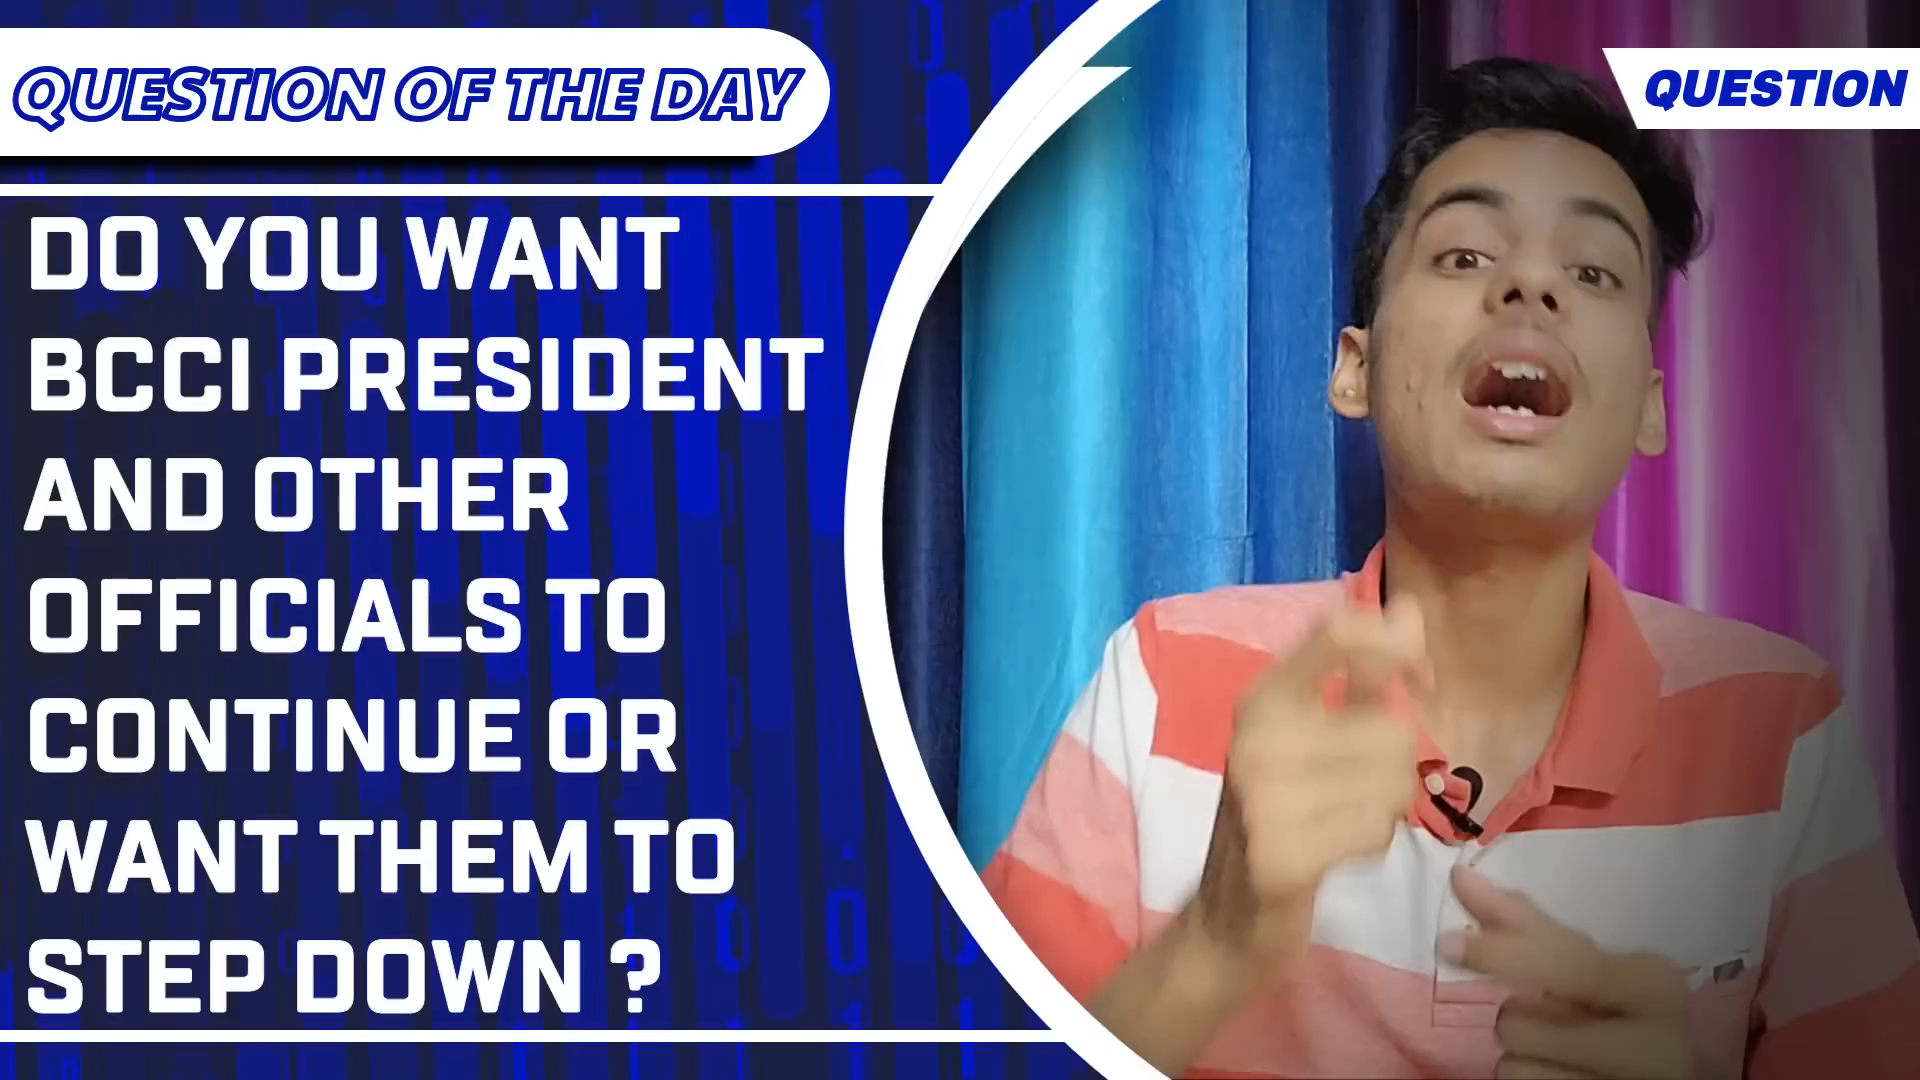 QUESTION OF THE DAY
QUESTION
DO YOU WANT
BCCI PRESIDENT
AND OTHER
OFFICIALS TO
CONTINUE OR
WANT THEM TO
STEP DOWN ?